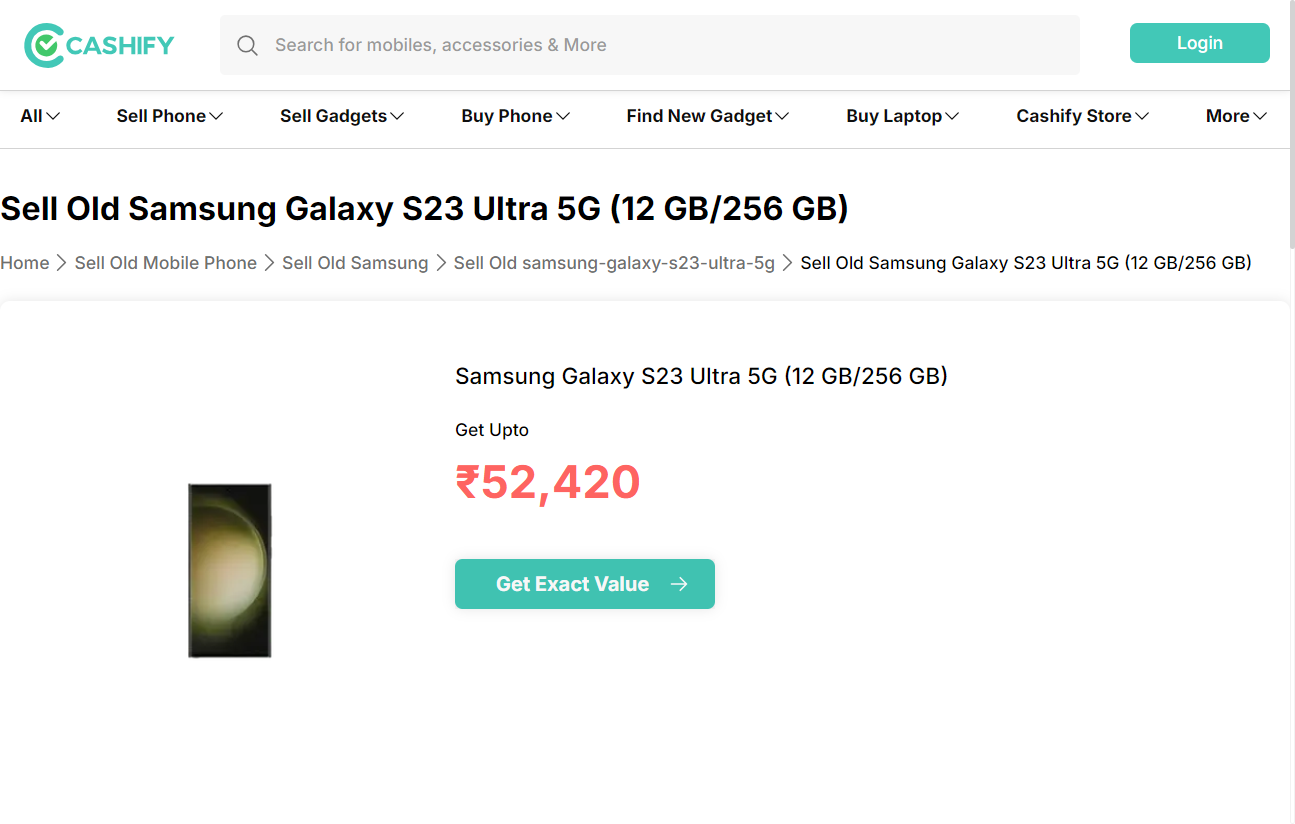 CASHIFY
Search for mobiles, accessories & More
Login
All Sell Phone Sell Gadgets Buy Phone Find New Gadget Buy Laptop Cashify Store More
Sell Old Samsung Galaxy S23 Ultra 5G (12 GB/256 GB)
Home Sell Old Mobile Phone Sell Old Samsung Sell Old samsung-galaxy-s23-ultra-5g Sell Old Samsung Galaxy S23 Ultra 5G (12 GB/256 GB)
Samsung Galaxy S23 Ultra 5G (12 GB/256 GB)
Get Upto
₹52,420
Get Exact Value